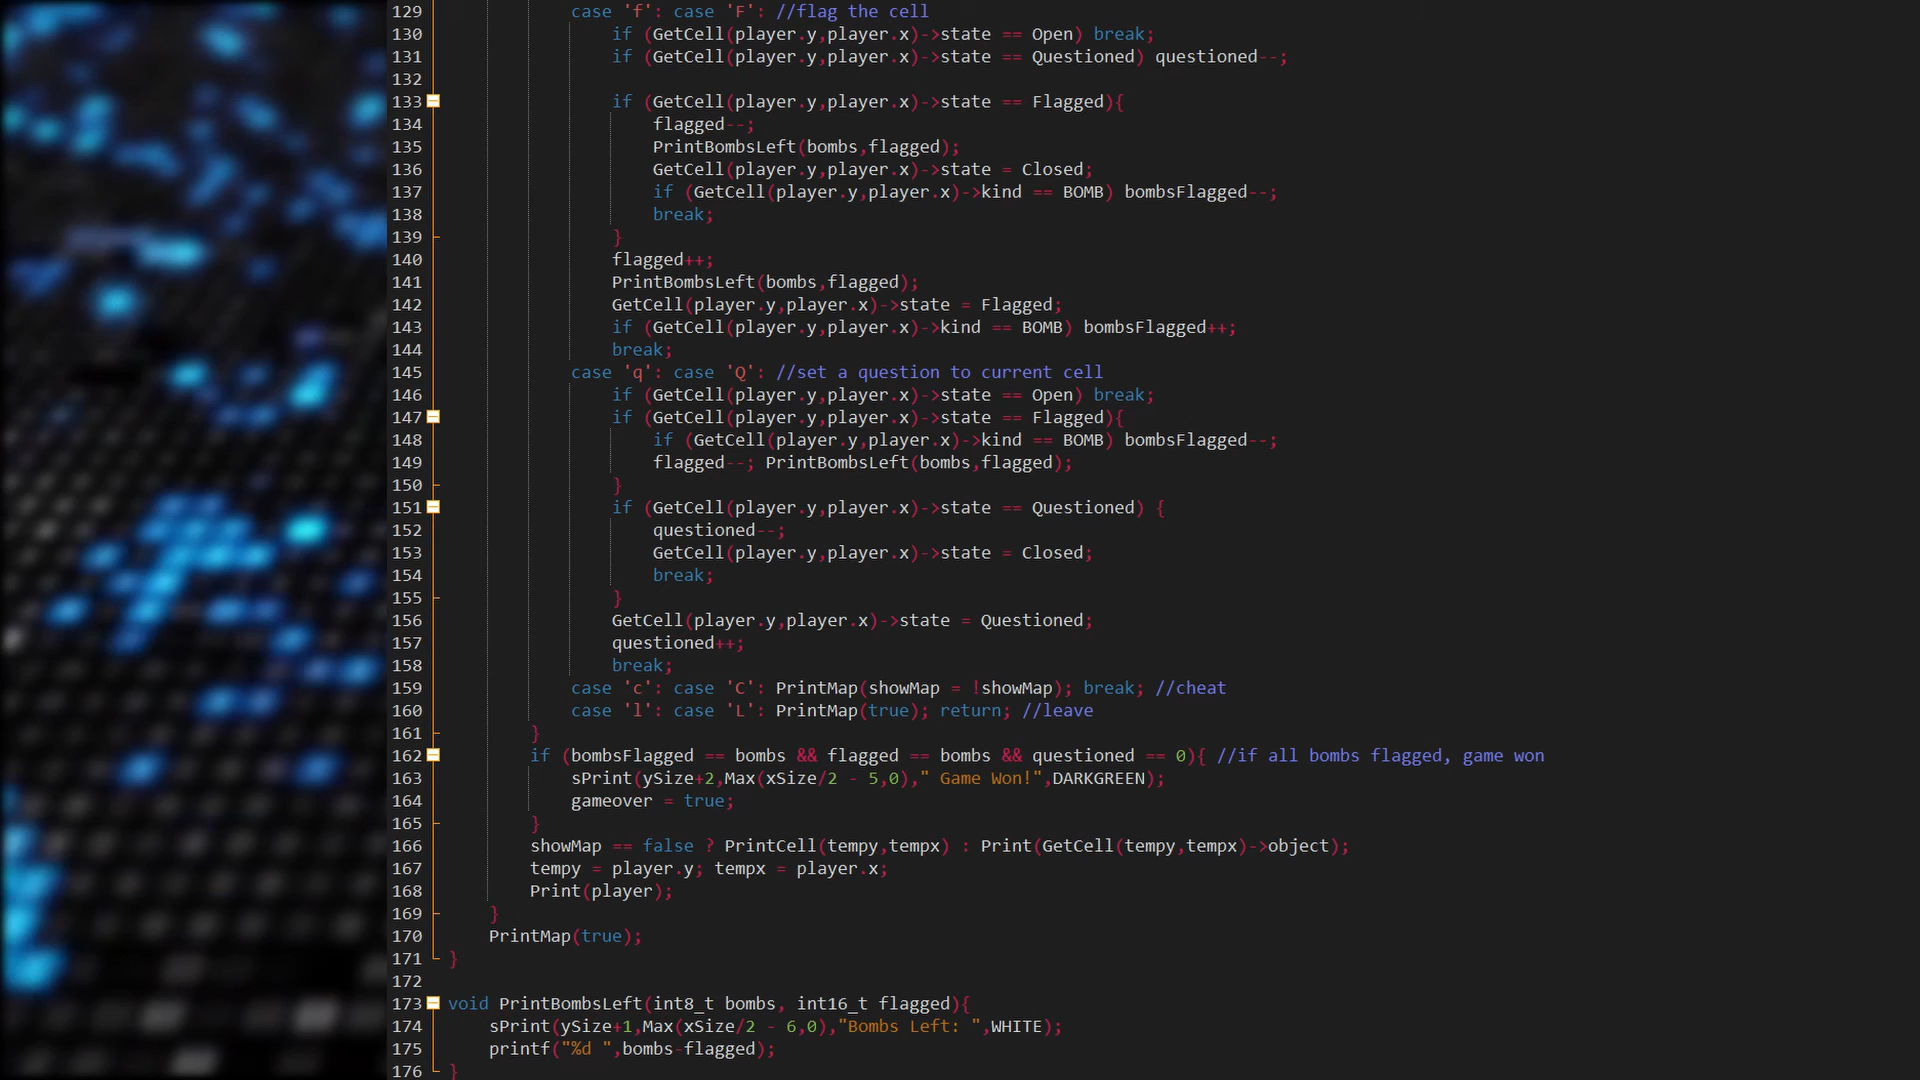 129 case 'f': case 'F': //flag the cell
130 if (GetCell(player.y,player.x)->state == Open) break;
131 if (GetCell(player.y,player.x)->state == Questioned) questioned--;
132
133 if (GetCell(player.y,player.x)->state == Flagged){
134 flagged--;
135 PrintBombsLeft(bombs,flagged);
136 GetCell(player.y,player.x)->state = Closed;
137 if (GetCell(player.y,player.x)->kind == BOMB) bombsFlagged--;
138 break;
139 }
140 flagged++;
141 PrintBombsLeft(bombs,flagged);
142 GetCell(player.y,player.x)->state = Flagged;
143 if (GetCell(player.y,player.x)->kind == BOMB) bombsFlagged++;
144 break;
145 case 'q': case 'Q': //set a question to current cell
146 if (GetCell(player.y,player.x)->state == Open) break;
147 if (GetCell(player.y,player.x)->state == Flagged){
148 if (GetCell(player.y,player.x)->kind == BOMB) bombsFlagged--;
149 flagged--; PrintBombsLeft(bombs,flagged);
150 }
151 if (GetCell(player.y,player.x)->state == Questioned) {
152 questioned--;
153 GetCell(player.y,player.x)->state = Closed;
154 break;
155 }
156 GetCell(player.y,player.x)->state = Questioned;
157 questioned++;
158 break;
159 case 'c': case 'C': PrintMap(showMap = !showMap); break; //cheat
160 case 'l': case 'L': PrintMap(true); return; //leave
161 }
162 if (bombsFlagged == bombs && flagged == bombs && questioned == 0){ //if all bombs flagged, game won
163 sPrint(ySize+2,Max(xSize/2 - 5,0)," Game Won!",DARKGREEN);
164 gameover = true;
165 }
166 showMap == false ? PrintCell(tempy,tempx) : Print(GetCell(tempy,tempx)->object);
167 tempy = player.y; tempx = player.x;
168 Print(player);
169 }
170 PrintMap(true);
171 }
172
173 void PrintBombsLeft(int8_t bombs, int16_t flagged){
174 sPrint(ySize+1,Max(xSize/2 - 6,0),"Bombs Left: ",WHITE);
175 printf("%d ",bombs-flagged);
176 }